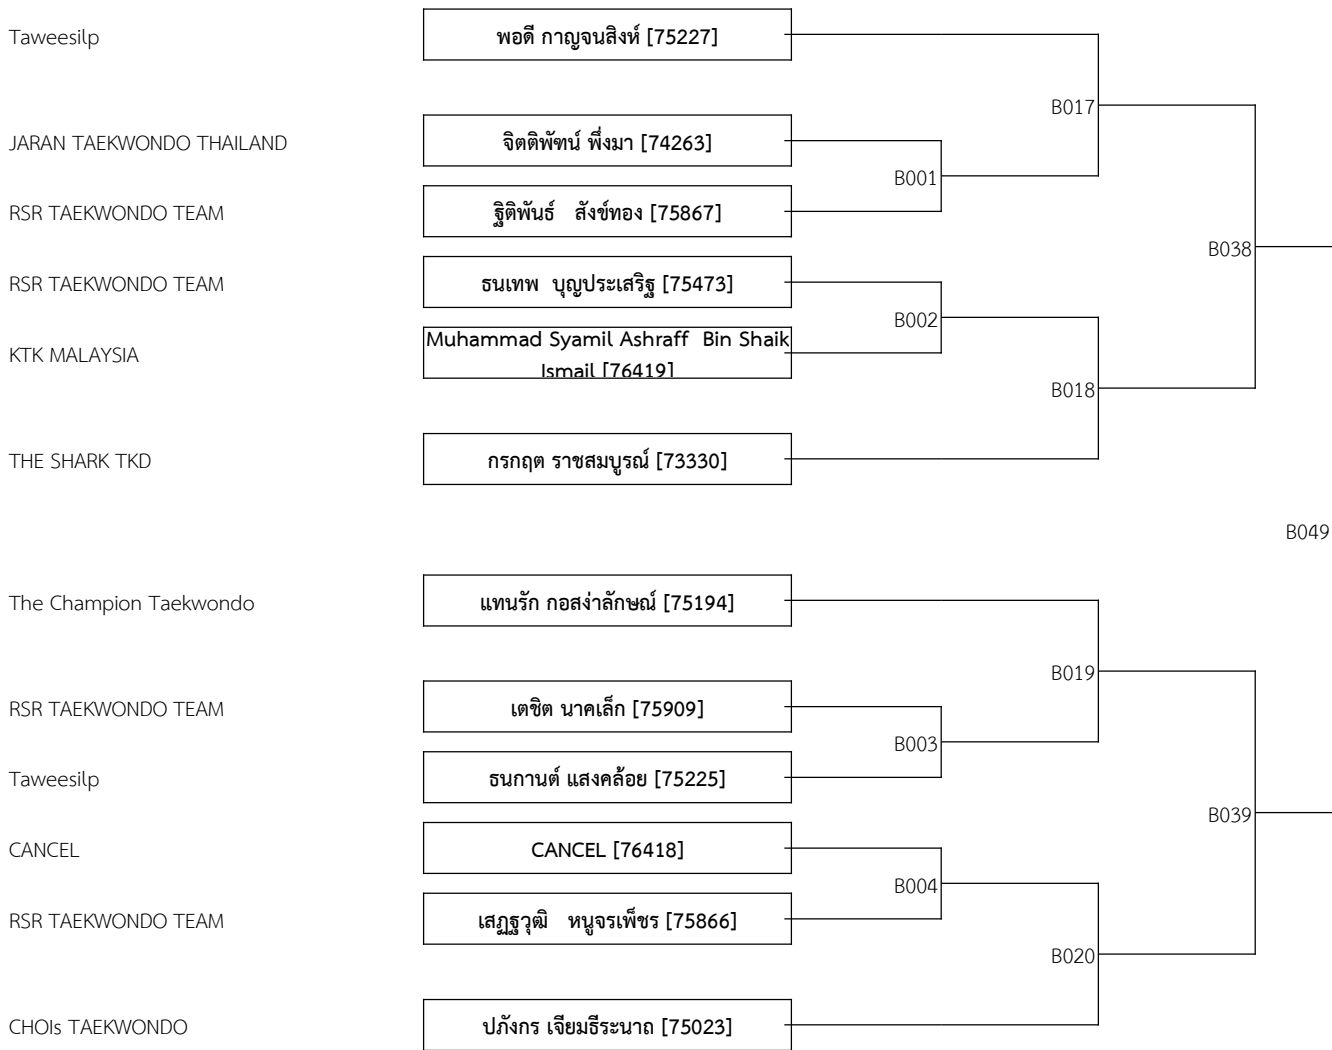 Taweesilp พอดี กาญจนสิงห์ [75227]
B017
JARAN TAEKWONDO THAILAND จิตติพัฑน์ พึ่งมา [74263]
B001
RSR TAEKWONDO TEAM ฐิติพันธ์ สังข์ทอง [75867]
B038
RSR TAEKWONDO TEAM ธนเทพ บุญประเสริฐ [75473]
B002
KTK MALAYSIA Muhammad Syamil Ashraff Bin Shaik
Ismail [76419]
B018
THE SHARK TKD กรกฤต ราชสมบูรณ์ [73330]
B049
The Champion Taekwondo แทนรัก กอสง่าลักษณ์ [75194]
B019
RSR TAEKWONDO TEAM เตชิต นาคเล็ก [75909]
B003
Taweesilp ธนกานต์ แสงคล้อย [75225]
B039
CANCEL CANCEL [76418]
B004
RSR TAEKWONDO TEAM เสฏฐวุฒิ หนูจรเพ็ชร [75866]
B020
CHOIs TAEKWONDO ปภังกร เจียมธีระนาถ [75023]